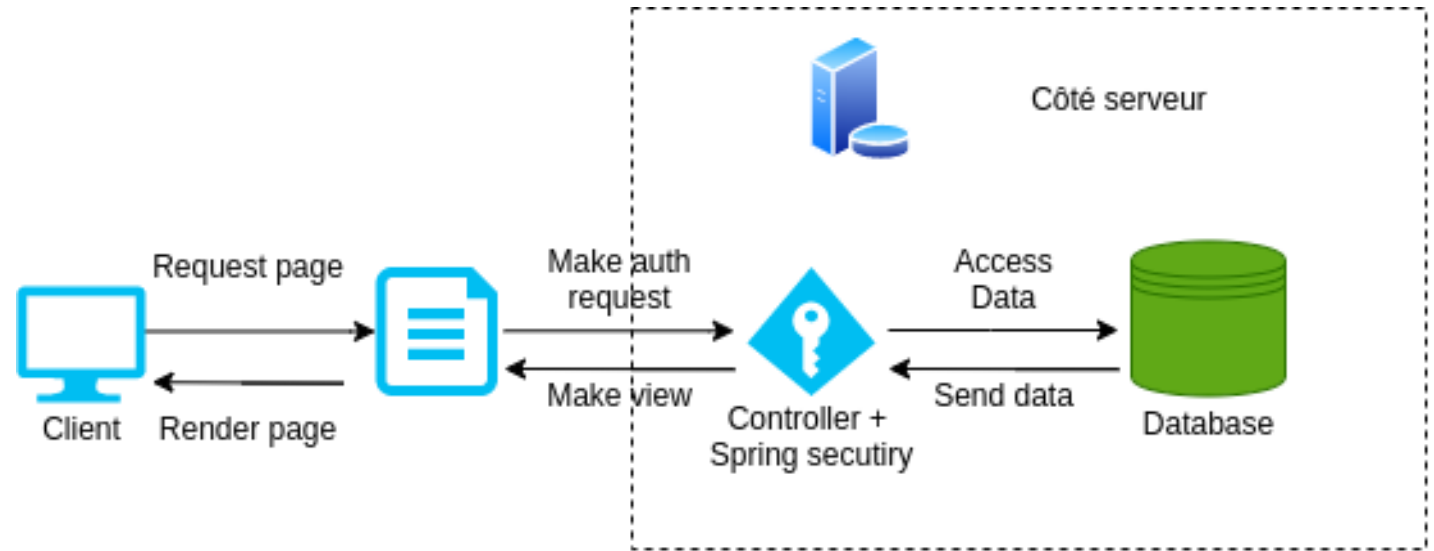 Côté serveur
Request page
Make auth
request
Access
Data
Client
Render page
Make view
Controller +
Spring secutiry
Send data
Database